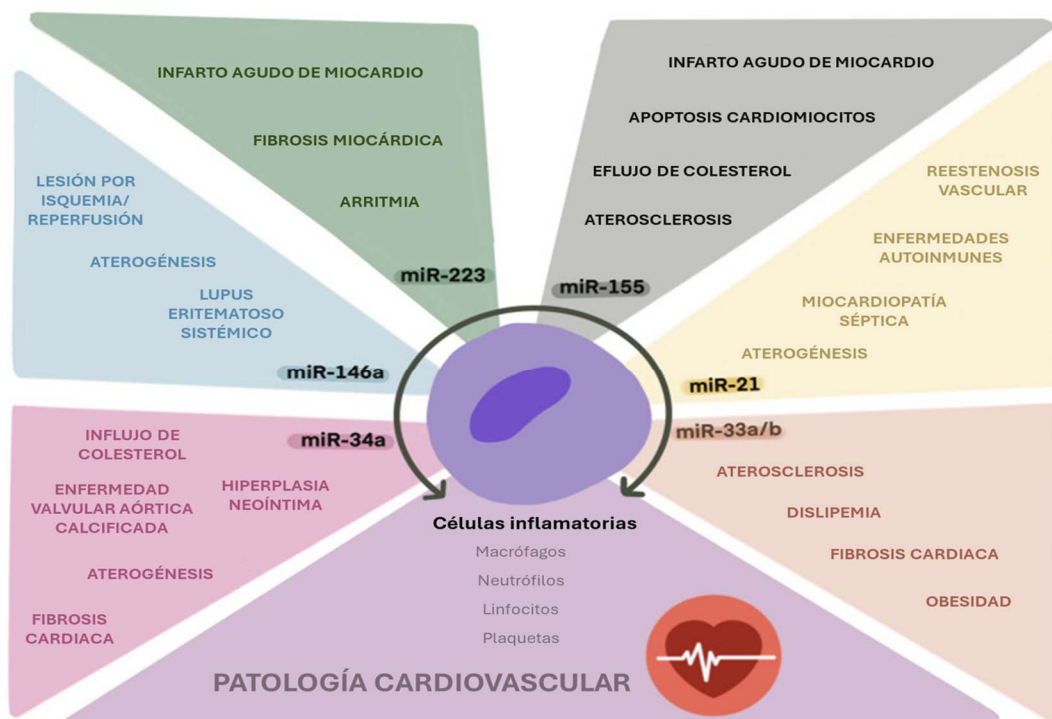 INFARTO AGUDO DE MIOCARDIO
FIBROSIS MIOCÁRDICA
ARRITMIA
miR-223
INFARTO AGUDO DE MIOCARDIO
APOPTOSIS CARDIOMIOCITOS
EFLUJO DE COLESTEROL
ATEROSCLEROSIS
miR-155
LESIÓN POR
ISQUEMIA/
REPERFUSIÓN
ATEROGÉNESIS
LUPUS
ERITEMATOSO
SISTÉMICO
miR-146a
REESTENOSIS
VASCULAR
ENFERMEDADES
AUTOINMUNES
MIOCARDIOPATÍA
SÉPTICA
ATEROGÉNESIS
miR-21
miR-34a
INFLUJO DE
COLESTEROL
ENFERMEDAD
VALVULAR AÓRTICA
CALCIFICADA
HIPERPLASIA
NEOÍNTIMA
ATEROGÉNESIS
FIBROSIS
CARDIACA
miR-33a/b
ATEROSCLEROSIS
DISLIPEMIA
FIBROSIS CARDIACA
OBESIDAD
Células inflamatorias
Macrófagos
Neutrófilos
Linfocitos
Plaquetas
PATOLOGÍA CARDIOVASCULAR